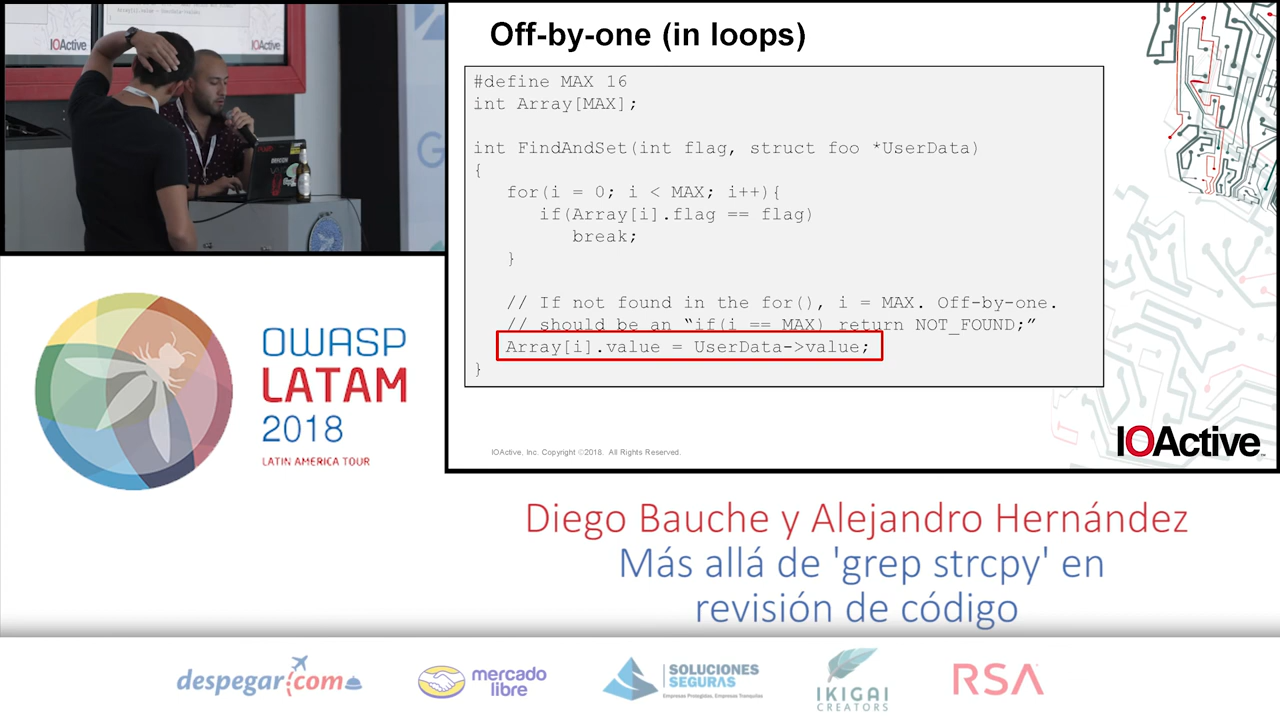 IOActive
IOActive
G
Off-by-one (in loops)
#define MAX 16
int Array[MAX];
int FindAndSet(int flag, struct foo *UserData)
{
for(i = 0; i < MAX; i++){
if(Array[i].flag == flag)
break;
}
// If not found in the for(), i = MAX. Off-by-one.
// should be an “if(i == MAX) return NOT_FOUND;”
Array[i].value = UserData->value;
}
IOActive, Inc. Copyright ©2018. All Rights Reserved.
IOActive™
OWASP
LATAM
2018
LATIN AMERICA TOUR
Diego Bauche y Alejandro Hernández
Más allá de 'grep strcpy' en
revisión de código
despegar.com
mercado
libre
SOLUCIONES
SEGURAS
Empresas Protegidas, Empresas Tranquilas
IKIGAI
CREATORS
RSA